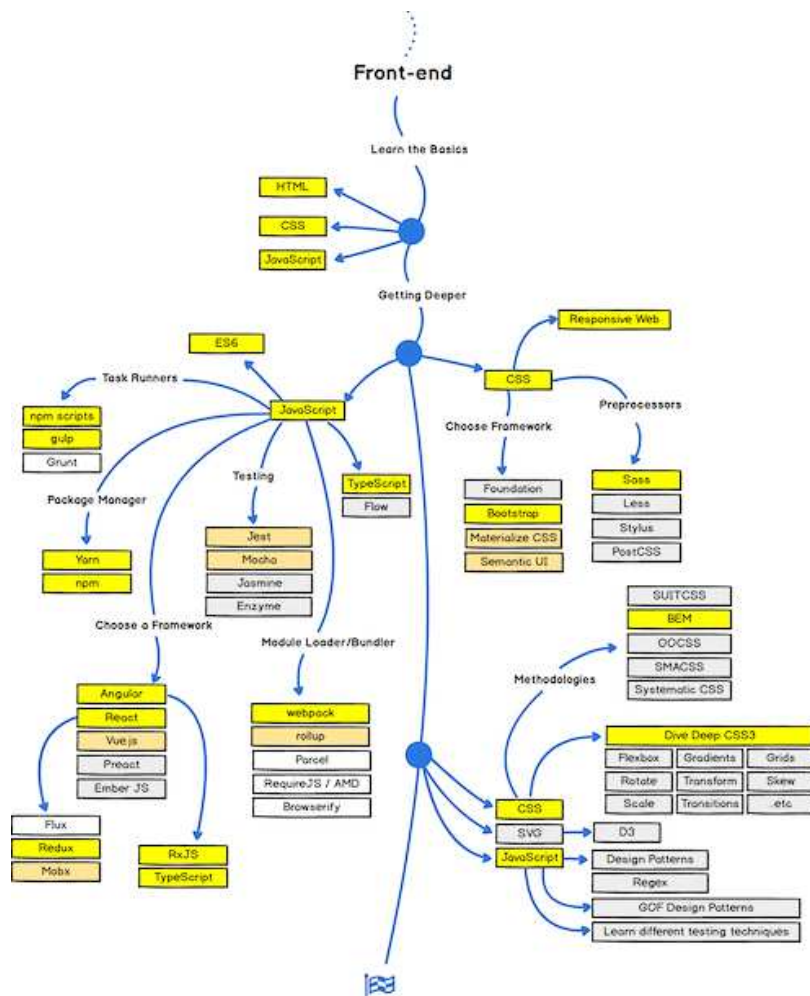 Front-end
Learn the Basics
HTML
CSS
JavaScript
Getting Deeper
Responsive Web
ES6
Task Runners
CSS
JavaScript
Preprocessors
npm scripts
gulp
Grunt
Choose Framework
Testing
Package Manager
TypeScript
Flow
Foundation
Bootstrap
Materialize CSS
Semantic UI
Sass
Less
Stylus
PostCSS
Jest
Mocha
Jasmine
Enzyme
Yarn
npm
SUITCSS
BEM
OOCSS
SMACSS
Systematic CSS
Choose a Framework
Module Loader/Bundler
Methodologies
Angular
React
Vue.js
Preact
Ember JS
webpack
rollup
Parcel
RequireJS / AMD
Browserify
Dive Deep CSS3
Flexbox Gradients Grids
Rotate Transform Skew
Scale Transitions .etc
CSS
SVG
JavaScript
D3
Design Patterns
Regex
GOF Design Patterns
Learn different testing techniques
Flux
Redux
Mobx
RxJS
TypeScript